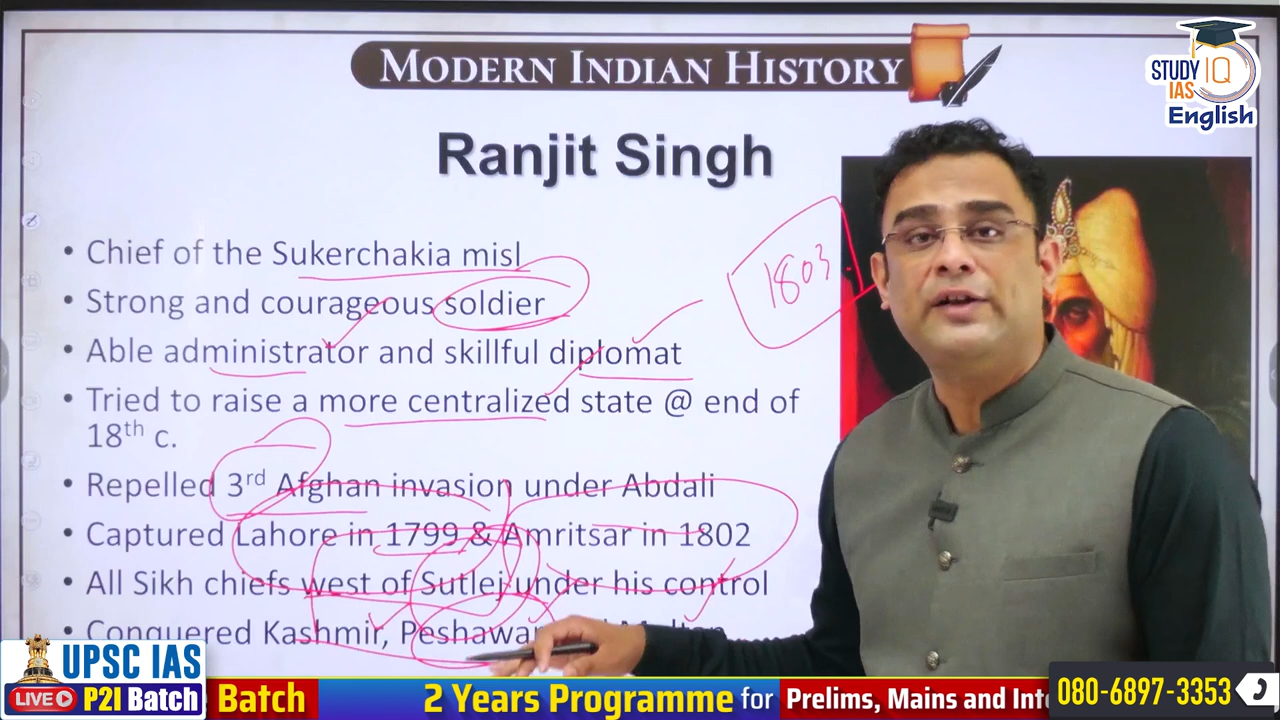 MODERN INDIAN HISTORY
STUDY IQ
IAS
English
Ranjit Singh
1803
• Chief of the Sukerchakia misl
• Strong and courageous soldier
• Able administrator and skillful diplomat
• Tried to raise a more centralized state @ end of
18th c.
• Repelled 3rd Afghan invasion under Abdali
• Captured Lahore in 1799 & Amritsar in 1802
• All Sikh chiefs west of Sutlej under his control
• Conquered Kashmir, Peshawar
UPSC IAS
LIVE P2I Batch
Batch
2 Years Programme for Prelims, Mains and
080-6897-3353